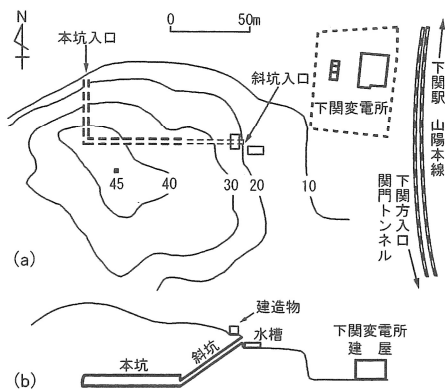 N
0 50m
本坑入口
斜坑入口
下関変電所
下関駅 山陽本線
下関方入口
関門トンネル
45 40 30 20 10
(a)
建造物
水槽
下関変電所
建 屋
斜坑
本坑
(b)